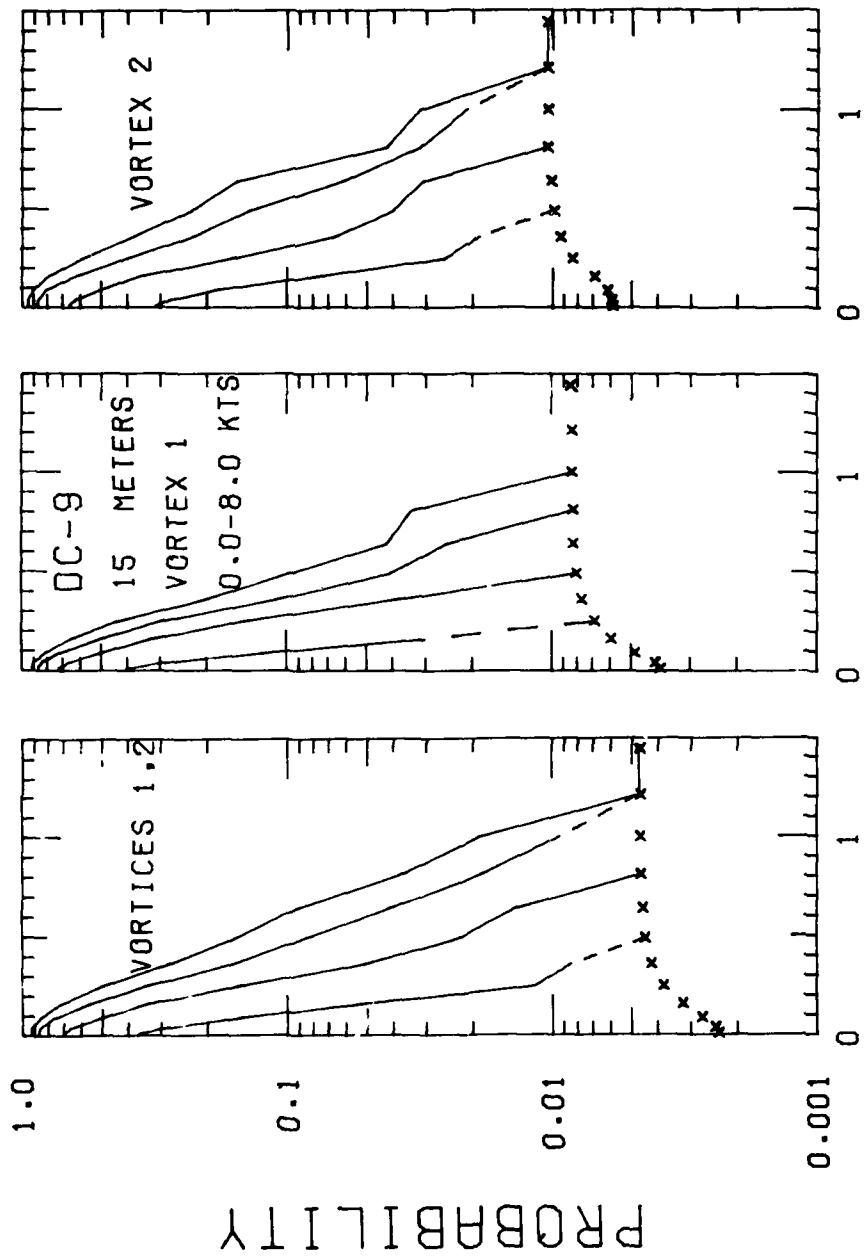 PROBABILITY
1.0
0.1
0.01
0.001
VORTICES 1,2
0
1
DC-9
15 METERS
VORTEX 1
0.0-8.0 KTS
0
1
VORTEX 2
0
1